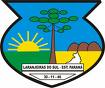 LARANJEIRAS DO SUL - EST. PARANÁ
30 - 11 - 46